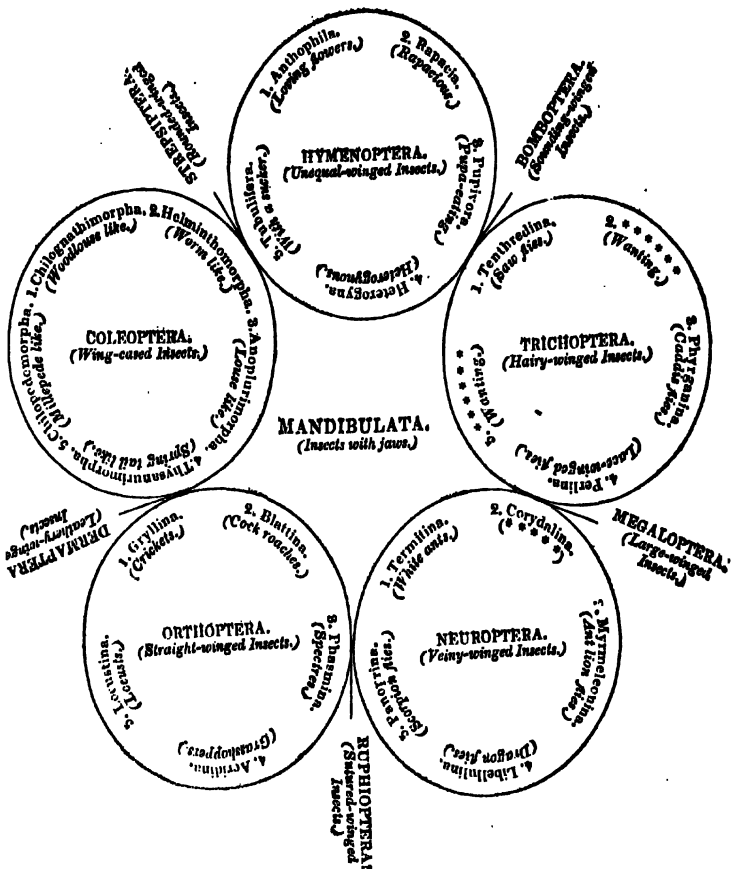 HYMENOPTERA.
(Unequal-winged Insects.)
1. Anthophila.
(Loving flowers.)
2. Rapacia.
(Rapacious.)
3. Pupivora.
(Pupa-eating)
4. Heterogyna.
(Heterogynous.)
5. Tubulifera.
(With a sucker.)
BOMBOPTERA.
(Sounding-winged
Insects.)
TRICHOPTERA.
(Hairy-winged Insects.)
1. Tenthredina.
(Saw flies.)
2. * * * * * *
(Wanting.)
3. Phryganina.
(Caddis flies.)
4. Perlina.
(Lace-winged flies.)
5. * * * * * *
(Wanting)
MEGALOPTERA.
(Large-winged
Insects.)
NEUROPTERA.
(Veiny-winged Insects.)
1. Termitina.
(White ants.)
2. Corydalina.
(* * * * *)
3. Myrmeleonina.
(Ant lion flies.)
4. Libellulina.
(Dragon flies.)
5. Panorpina.
(Scorpion flies.)
RUPHIOPTERA.
(Sutured-winged
Insects.)
ORTHOPTERA.
(Straight-winged Insects.)
1. Gryllina.
(Crickets.)
2. Blattina.
(Cock roaches.)
3. Phasmina.
(Spectres.)
4. Acridina.
(Grasshoppers.)
5. Locustina.
(Locusts.)
DERMAPTERA
(Leathery-winge
Insects.)
COLEOPTERA.
(Wing-cased Insects.)
1. Chilognathimorpha.
(Woodlouse like.)
2. Helminthomorpha.
(Worm like.)
3. Anoplurimorpha.
(Louse like.)
4. Thysanurimorpha.
(Spring tail like.)
5. Chilopodomorpha.
(Millepede like.)
STREPSIPTERA.
(Rounded-winged
Insects.)
MANDIBULATA.
(Insects with jaws.)